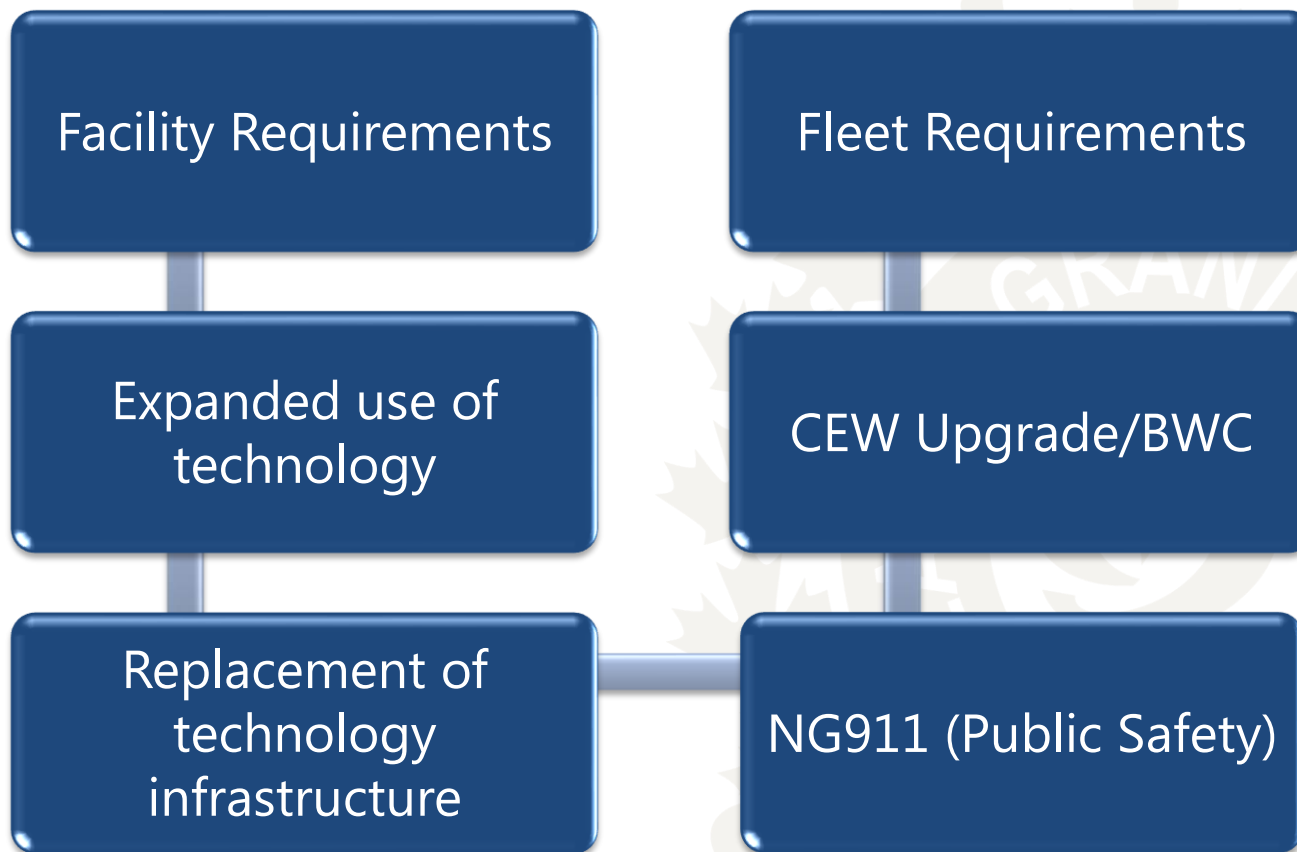 Facility Requirements
Expanded use of
technology
Replacement of
technology
infrastructure
NG911 (Public Safety)
CEW Upgrade/BWC
Fleet Requirements